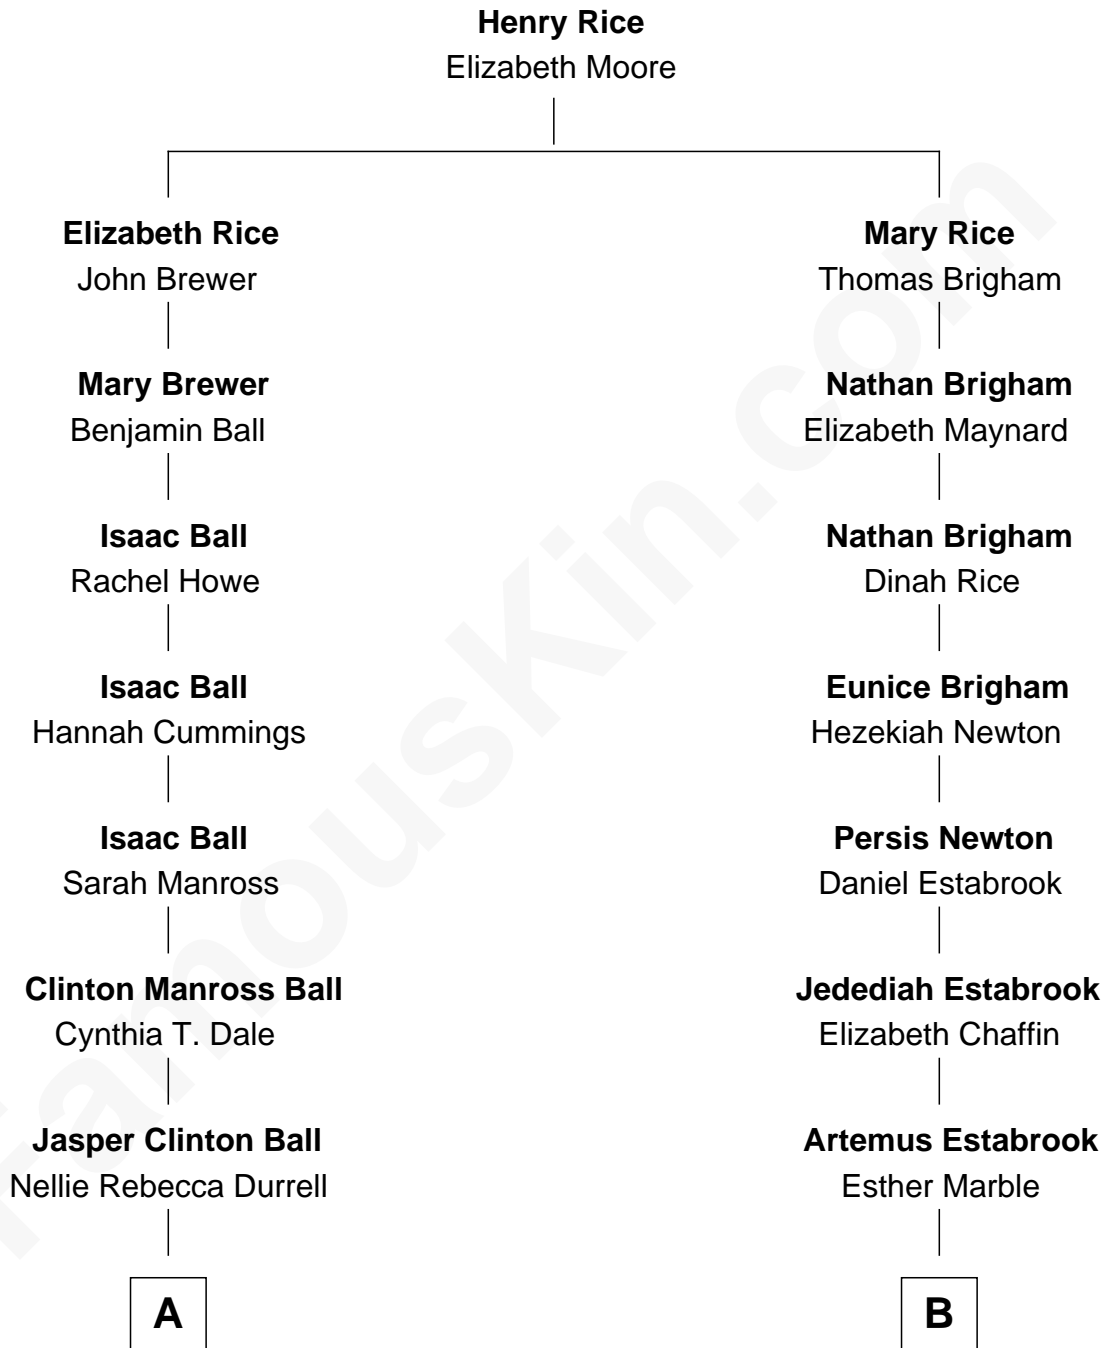 Henry Rice
Elizabeth Moore
Elizabeth Rice
John Brewer
Mary Rice
Thomas Brigham
Mary Brewer
Benjamin Ball
Nathan Brigham
Elizabeth Maynard
Isaac Ball
Rachel Howe
Nathan Brigham
Dinah Rice
Isaac Ball
Hannah Cummings
Eunice Brigham
Hezekiah Newton
Isaac Ball
Sarah Manross
Persis Newton
Daniel Estabrook
Clinton Manross Ball
Cynthia T. Dale
Jedediah Estabrook
Elizabeth Chaffin
Jasper Clinton Ball
Nellie Rebecca Durrell
Artemus Estabrook
Esther Marble
A
B
FamousKin.com